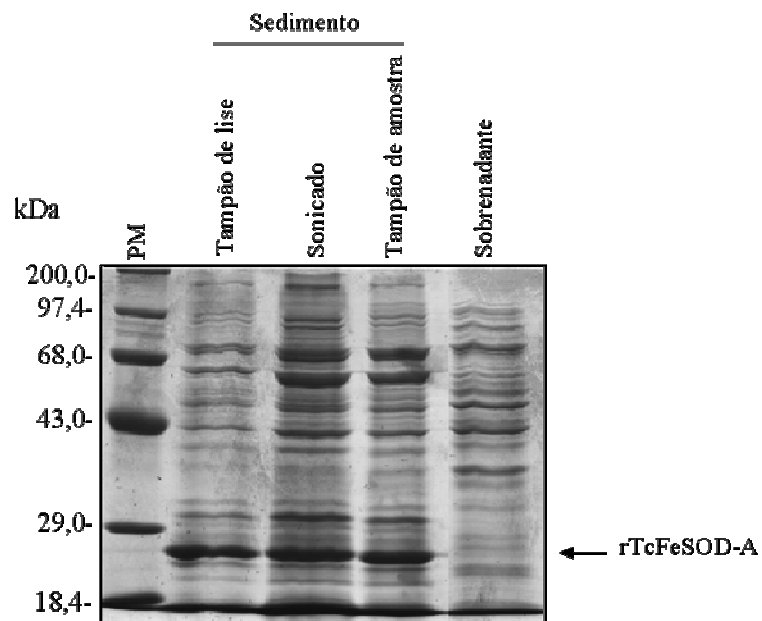 Sedimento
Tampão de lise
Sonicado
Tampão de amostra
Sobrenadante
kDa
PM
200,0-
97,4-
68,0-
43,0-
29,0-
18,4-
rTcFeSOD-A